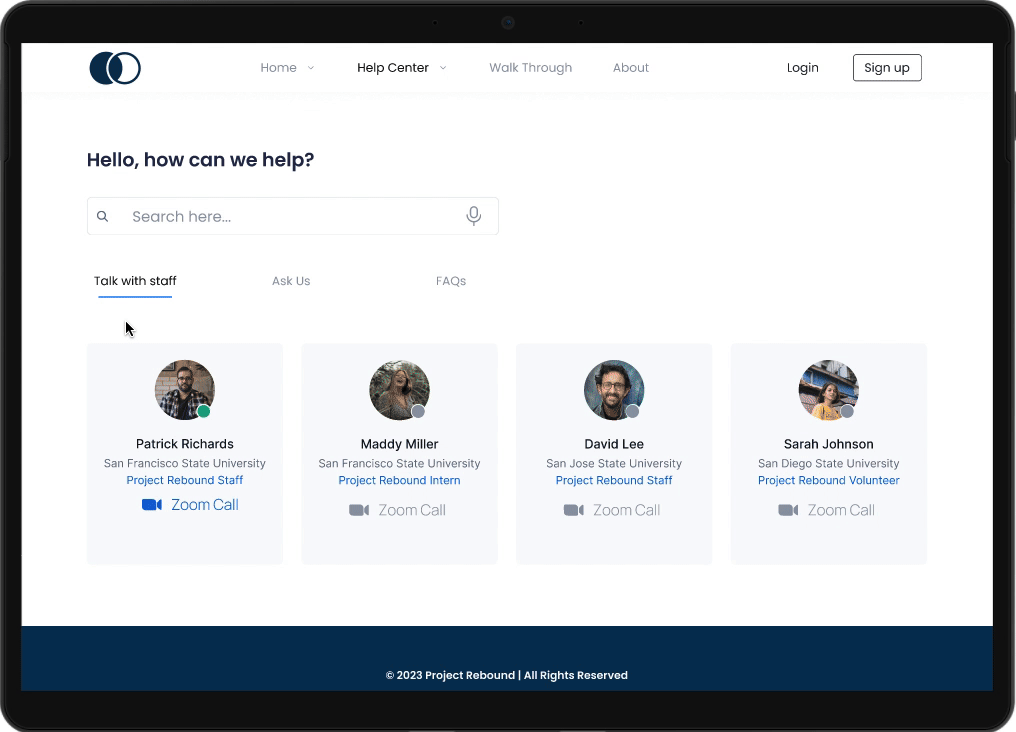 Home Help Center Walk Through About Login Sign up
Hello, how can we help?
Search here...
Talk with staff Ask Us FAQs
Patrick Richards Maddy Miller David Lee Sarah Johnson
San Francisco State University San Francisco State University San Jose State University San Diego State University
Project Rebound Staff Project Rebound Intern Project Rebound Staff Project Rebound Volunteer
Zoom Call Zoom Call Zoom Call Zoom Call
© 2023 Project Rebound | All Rights Reserved